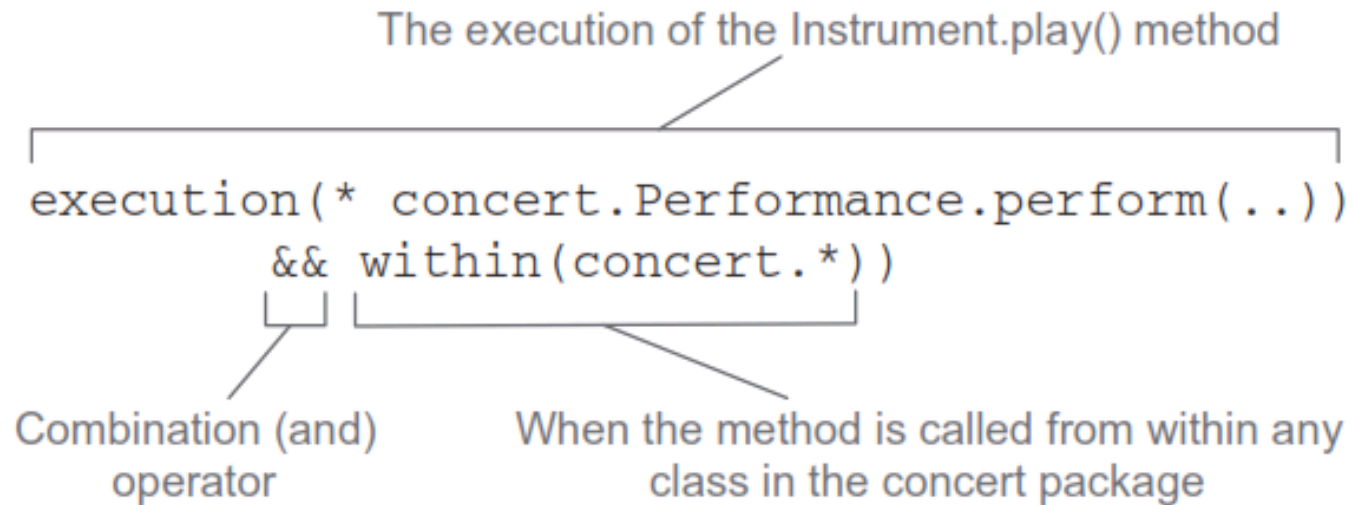 The execution of the Instrument.play() method
execution(* concert.Performance.perform(..))
&& within(concert.*))
Combination (and)
operator
When the method is called from within any
class in the concert package